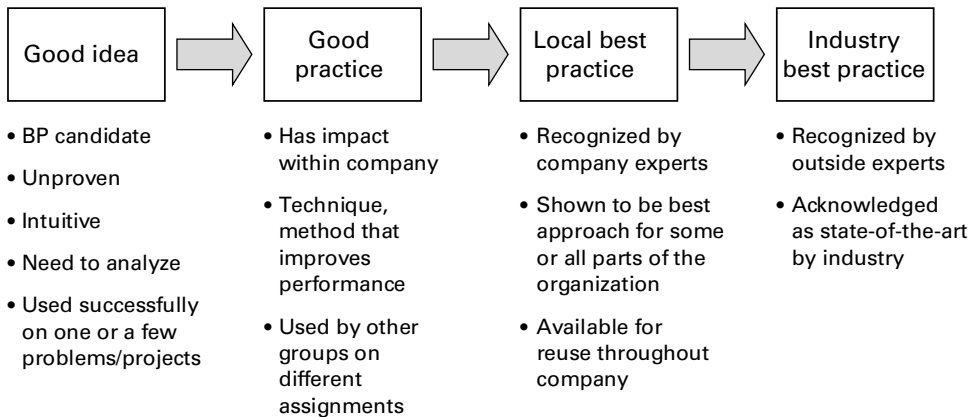 Good idea
Good
practice
Local best
practice
Industry
best practice
• BP candidate
• Unproven
• Intuitive
• Need to analyze
• Used successfully
on one or a few
problems/projects
• Has impact
within company
• Technique,
method that
improves
performance
• Used by other
groups on
different
assignments
• Recognized by
company experts
• Shown to be best
approach for some
or all parts of the
organization
• Available for
reuse throughout
company
• Recognized by
outside experts
• Acknowledged
as state-of-the-art
by industry